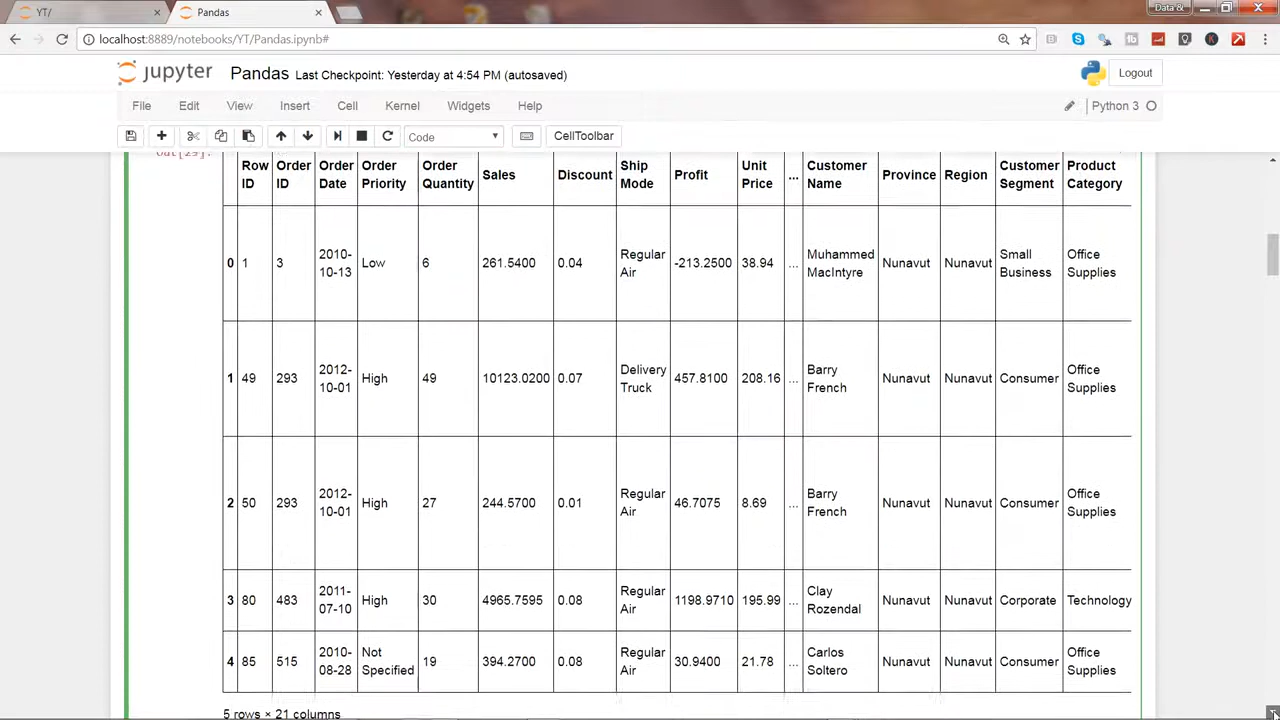 YT/
Pandas
Data &
localhost:8889/notebooks/YT/Pandas.ipynb#
jupyter Pandas Last Checkpoint: Yesterday at 4:54 PM (autosaved)
Logout
File Edit View Insert Cell Kernel Widgets Help
Python 3
Code
CellToolbar
Out[29]:
Row ID Order ID Order Date Order Priority Order Quantity Sales Discount Ship Mode Profit Unit Price ... Customer Name Province Region Customer Segment Product Category
0 1 3 2010-10-13 Low 6 261.5400 0.04 Regular Air -213.2500 38.94 ... Muhammed MacIntyre Nunavut Nunavut Small Business Office Supplies
1 49 293 2012-10-01 High 49 10123.0200 0.07 Delivery Truck 457.8100 208.16 ... Barry French Nunavut Nunavut Consumer Office Supplies
2 50 293 2012-10-01 High 27 244.5700 0.01 Regular Air 46.7075 8.69 ... Barry French Nunavut Nunavut Consumer Office Supplies
3 80 483 2011-07-10 High 30 4965.7595 0.08 Regular Air 1198.9710 195.99 ... Clay Rozendal Nunavut Nunavut Corporate Technology
4 85 515 2010-08-28 Not Specified 19 394.2700 0.08 Regular Air 30.9400 21.78 ... Carlos Soltero Nunavut Nunavut Consumer Office Supplies
5 rows × 21 columns